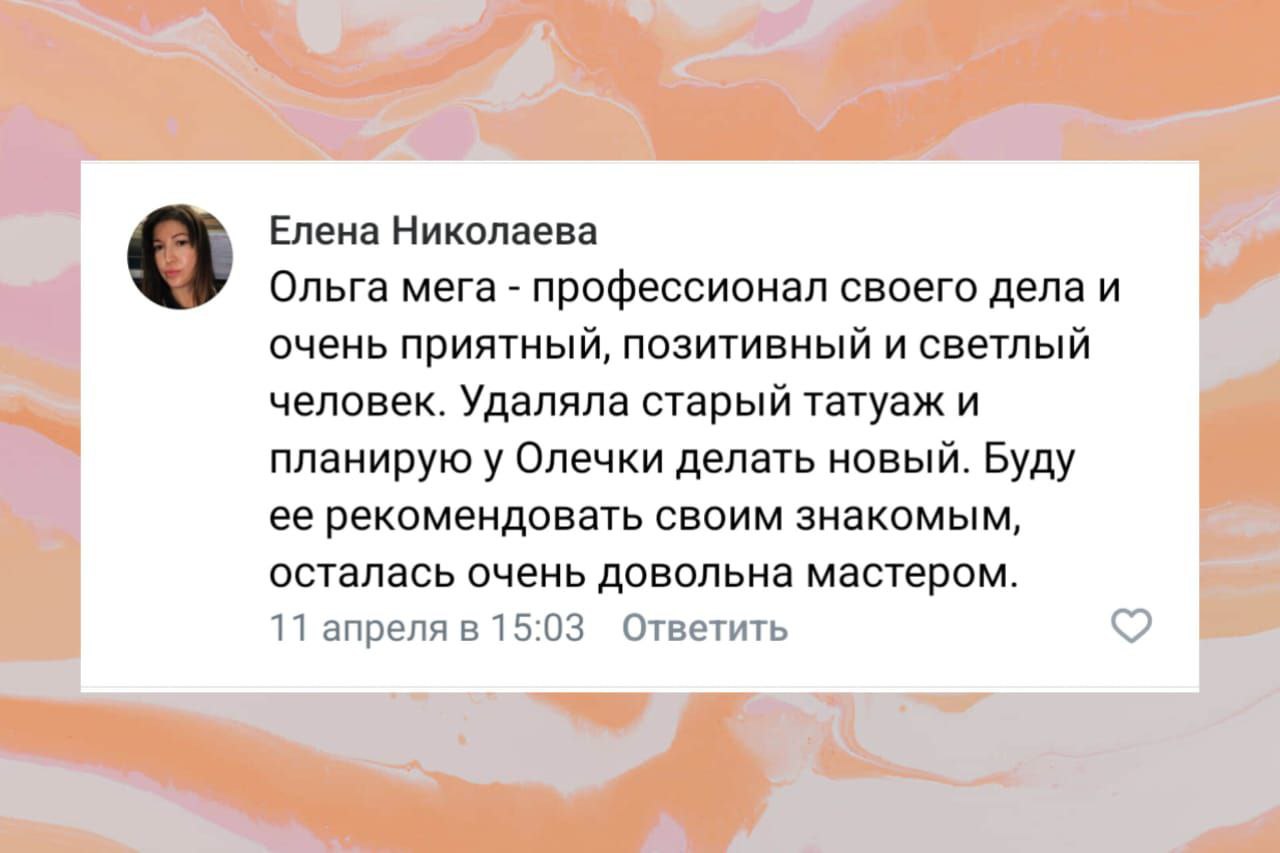 Елена Николаева
Ольга мега - профессионал своего дела и
очень приятный, позитивный и светлый
человек. Удаляла старый татуаж и
планирую у Олечки делать новый. Буду
ее рекомендовать своим знакомым,
осталась очень довольна мастером.
11 апреля в 15:03 Ответить